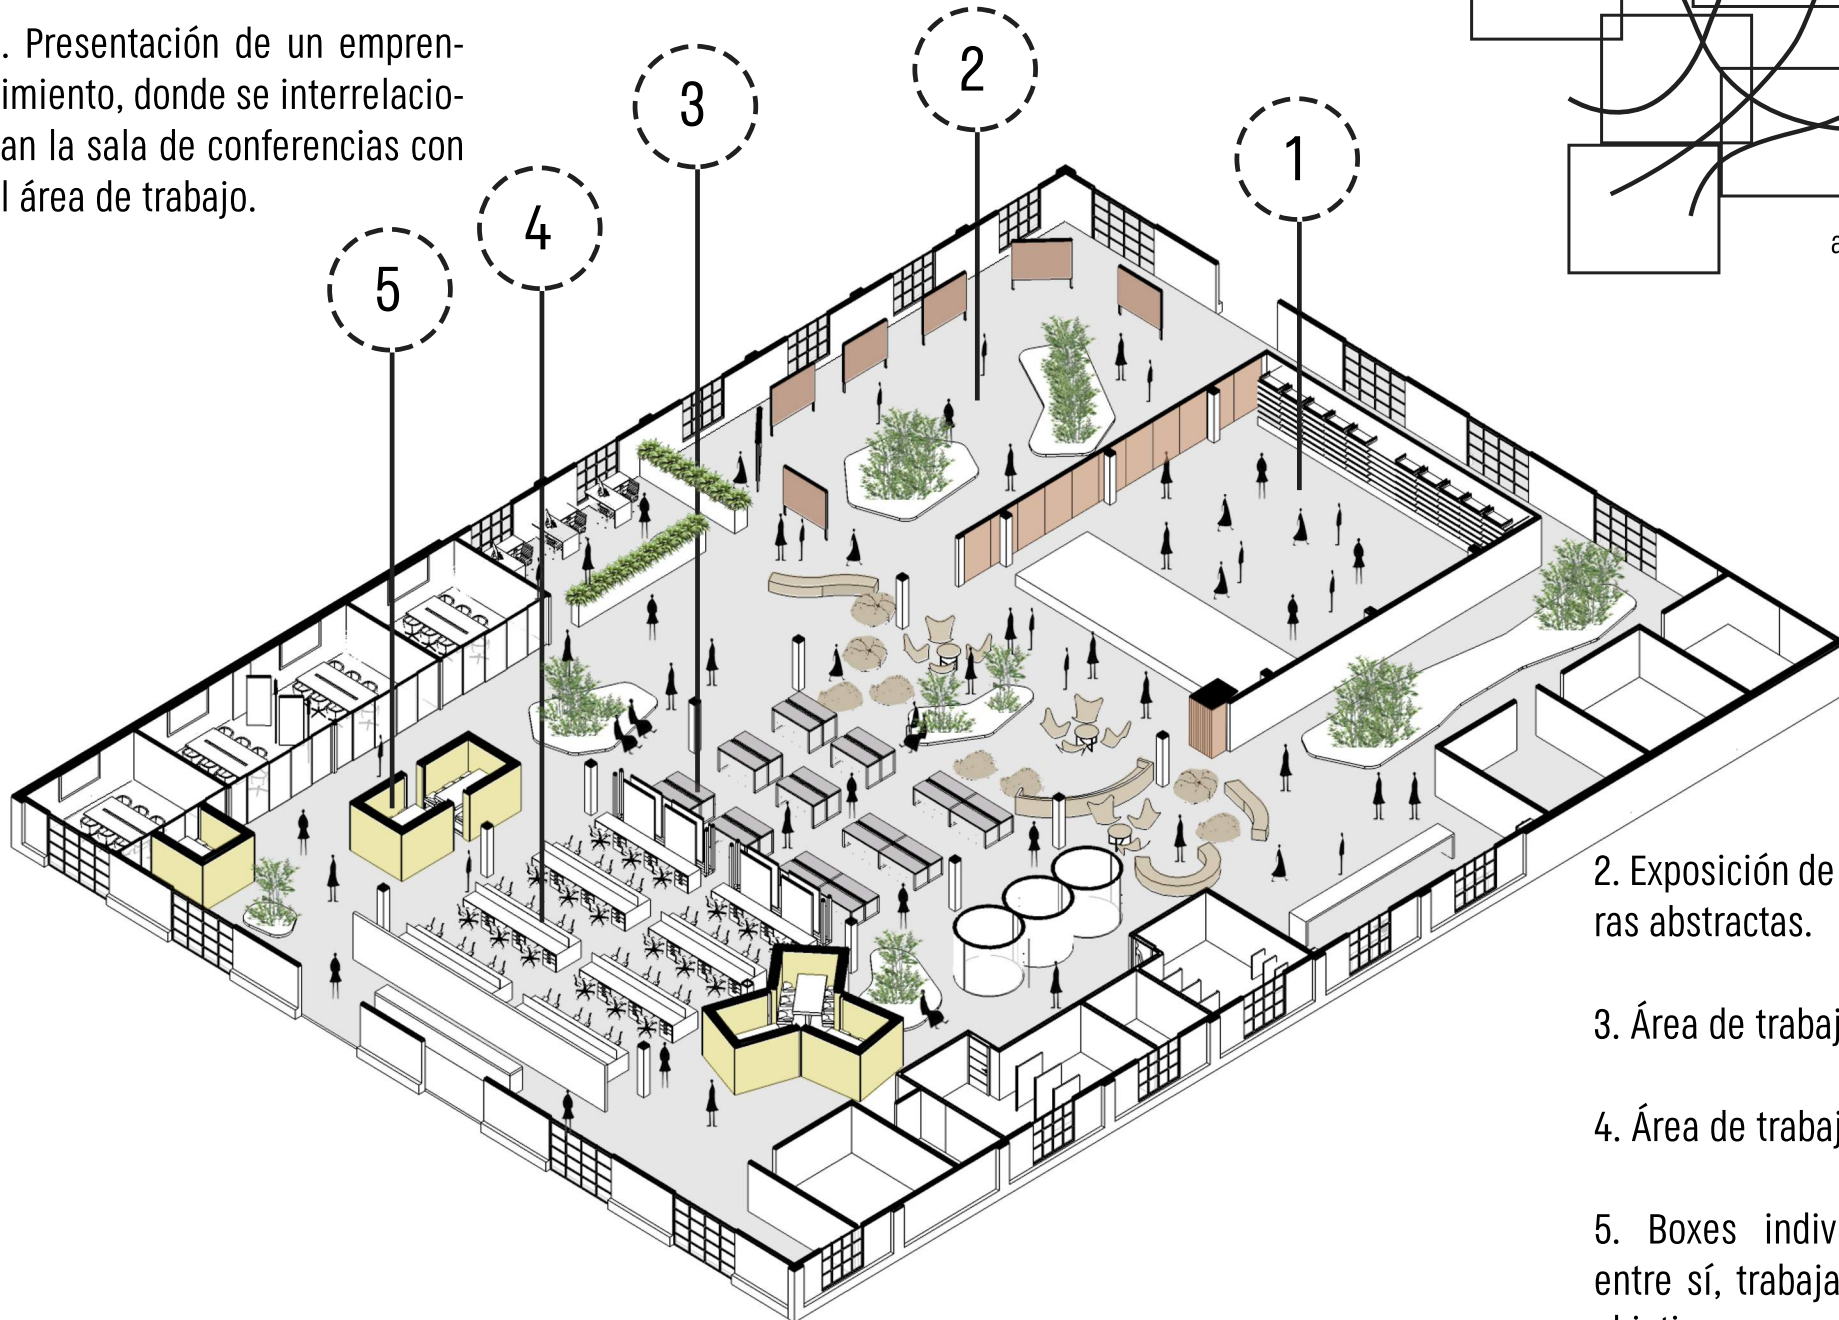 . Presentación de un empren-
imiento, donde se interrelacio-
an la sala de conferencias con
l área de trabajo.
2
3
1
4
5
a
2. Exposición de
ras abstractas.
3. Área de trabaj
4. Área de trabaj
5. Boxes indiv
entre sí, trabaja